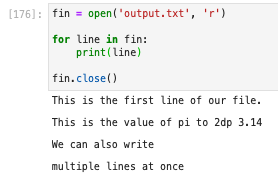 [176]: fin = open('output.txt', 'r')
for line in fin:
    print(line)
fin.close()
This is the first line of our file.
This is the value of pi to 2dp 3.14
We can also write
multiple lines at once